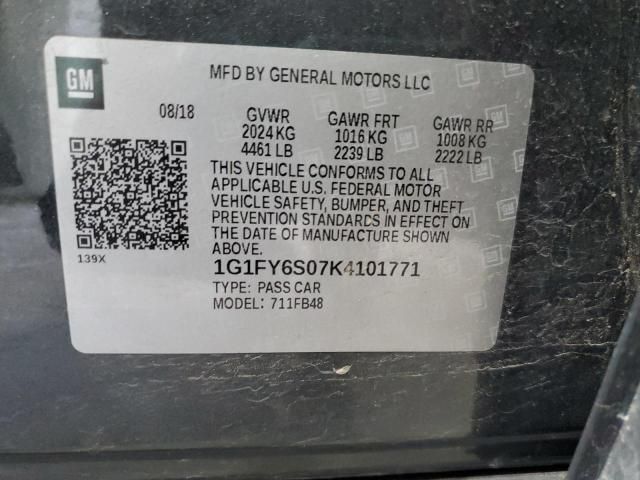 GM
MFD BY GENERAL MOTORS LLC
08/18 GVWR GAWR FRT GAWR RR
2024 KG 1016 KG 1008 KG
4461 LB 2239 LB 2222 LB
THIS VEHICLE CONFORMS TO ALL
APPLICABLE U.S. FEDERAL MOTOR
VEHICLE SAFETY, BUMPER, AND THEFT
PREVENTION STANDARDS IN EFFECT ON
THE DATE OF MANUFACTURE SHOWN
ABOVE.
139X
1G1FY6S07K4101771
TYPE: PASS CAR
MODEL: 711FB48